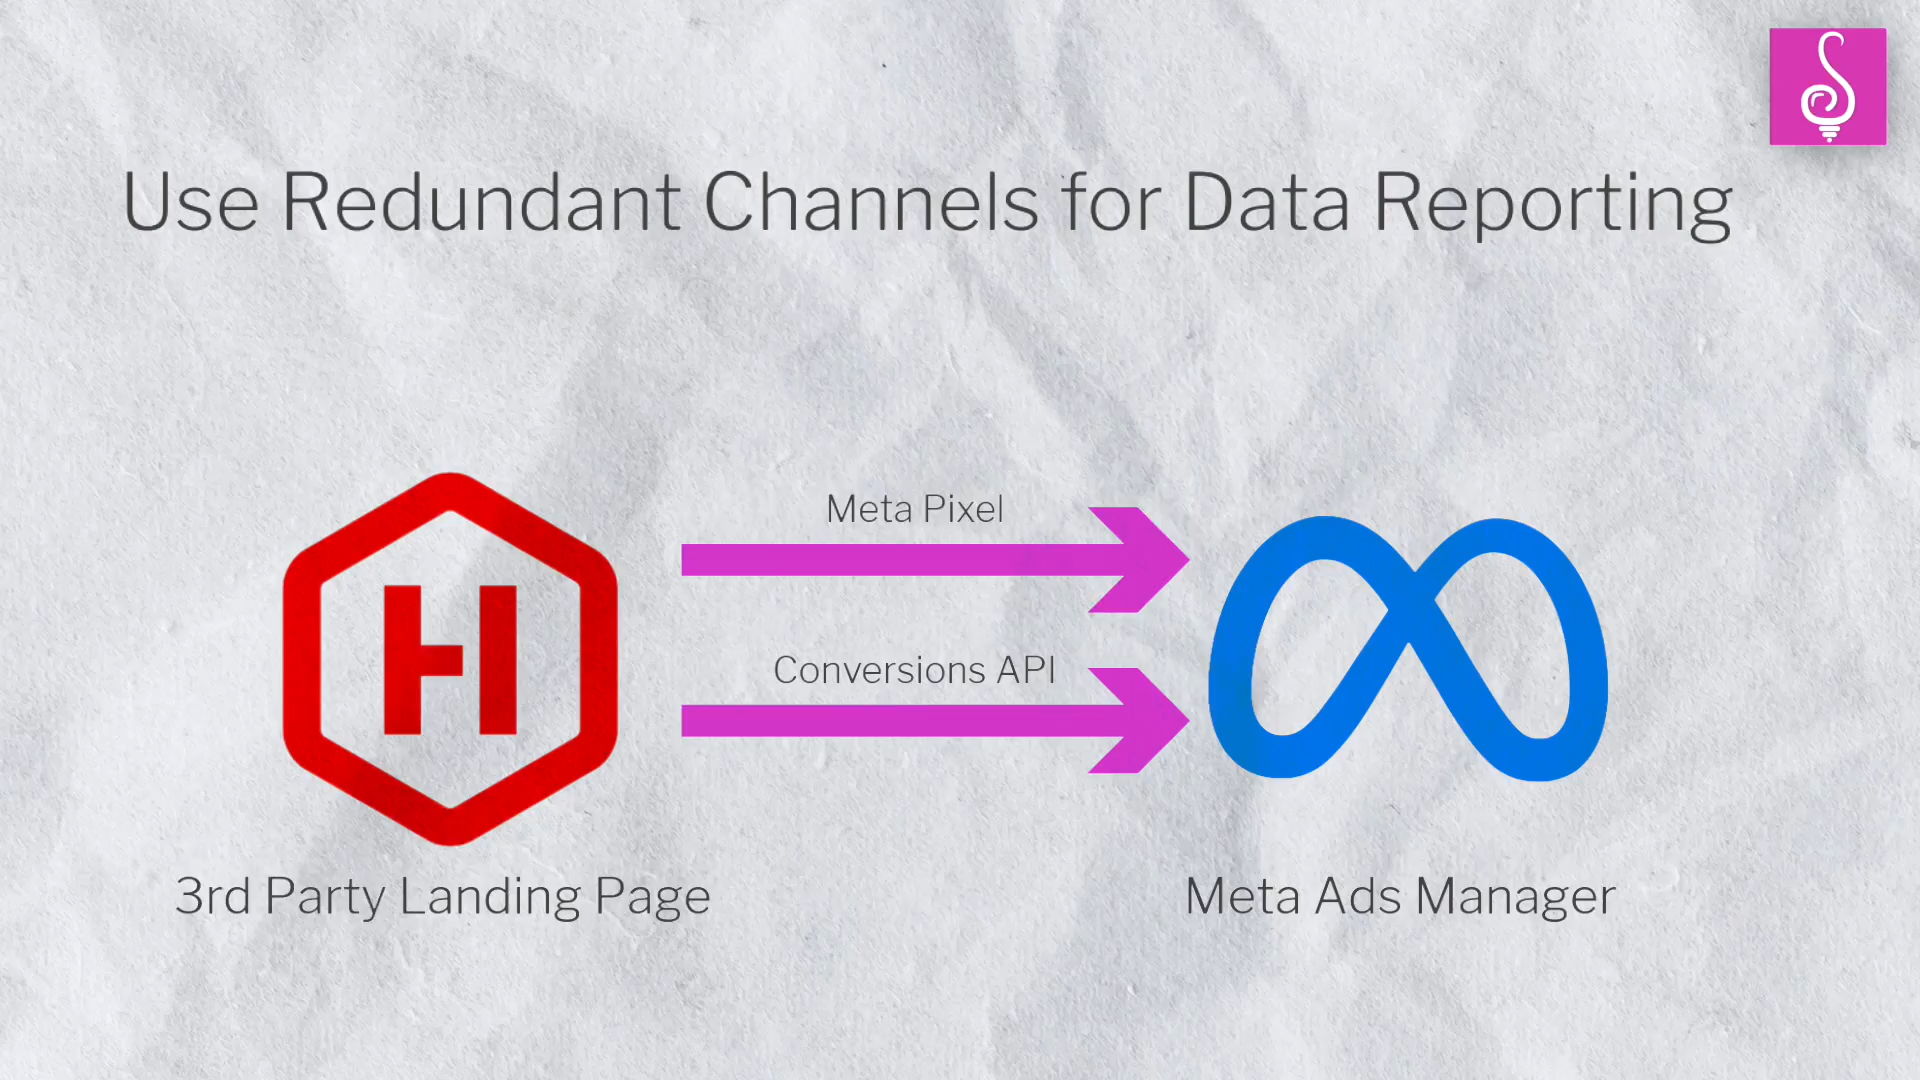 Use Redundant Channels for Data Reporting
Meta Pixel
Conversions API
H
3rd Party Landing Page
Meta Ads Manager